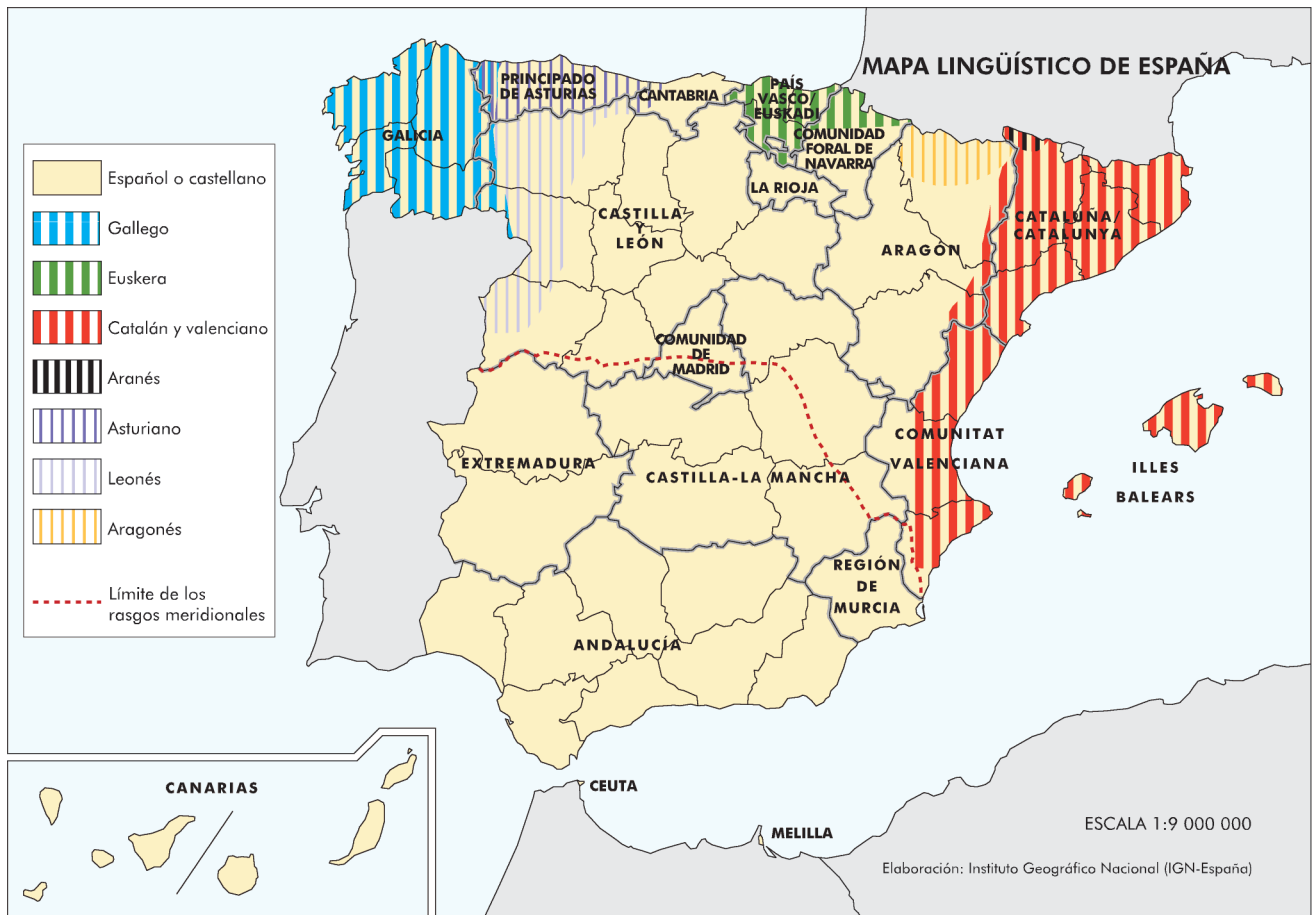 MAPA LINGÜÍSTICO DE ESPAÑA
Español o castellano
Gallego
Euskera
Catalán y valenciano
Aranés
Asturiano
Leonés
Aragonés
Límite de los
rasgos meridionales
GALICIA
PRINCIPADO
DE ASTURIAS
CANTABRIA
PAÍS
VASCO/
EUSKADI
COMUNIDAD
FORAL DE
NAVARRA
LA RIOJA
CASTILLA
Y
LEÓN
ARAGÓN
CATALUÑA/
CATALUNYA
COMUNIDAD
DE
MADRID
EXTREMADURA
CASTILLA-LA MANCHA
COMUNITAT
VALENCIANA
ILLES
BALEARS
REGIÓN
DE
MURCIA
ANDALUCÍA
CANARIAS
CEUTA
MELILLA
ESCALA 1:9 000 000
Elaboración: Instituto Geográfico Nacional (IGN-España)